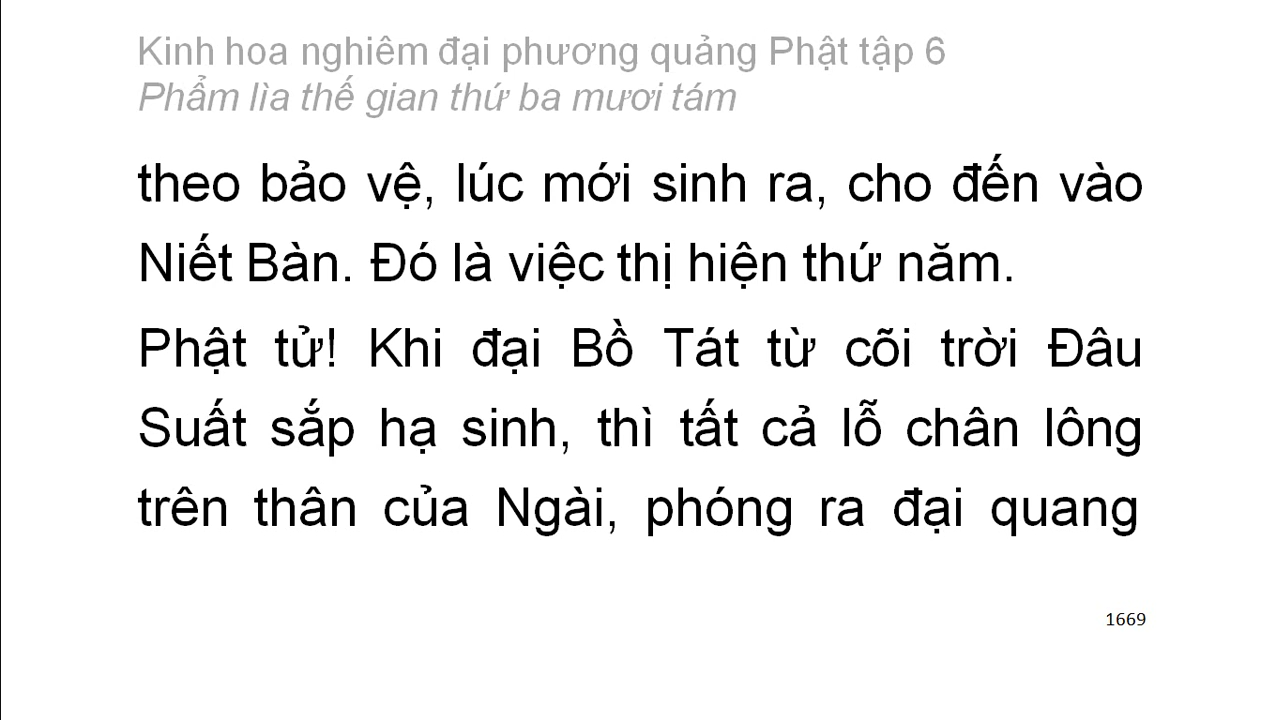 Kinh hoa nghiêm đại phương quảng Phật tập 6
Phẩm lìa thế gian thứ ba mươi tám
theo bảo vệ, lúc mới sinh ra, cho đến vào
Niết Bàn. Đó là việc thị hiện thứ năm.
Phật tử! Khi đại Bồ Tát từ cõi trời Đâu
Suất sắp hạ sinh, thì tất cả lỗ chân lông
trên thân của Ngài, phóng ra đại quang
1669